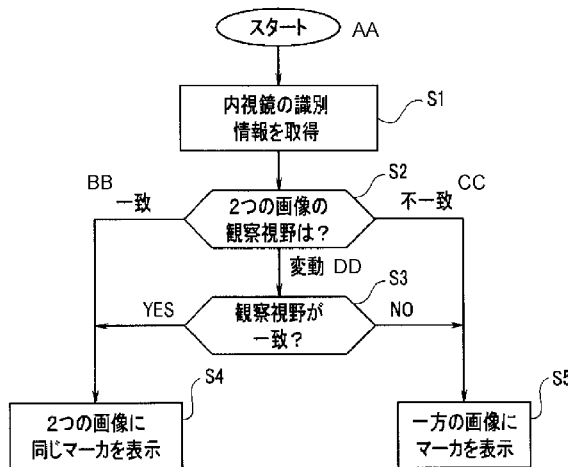 スタート
AA
内視鏡の識別
情報を取得
S1
BB
一致
2つの画像の
観察視野は?
S2
CC
不一致
変動 DD
S3
YES
観察視野が
一致?
NO
S4
2つの画像に
同じマーカを表示
S5
一方の画像に
マーカを表示